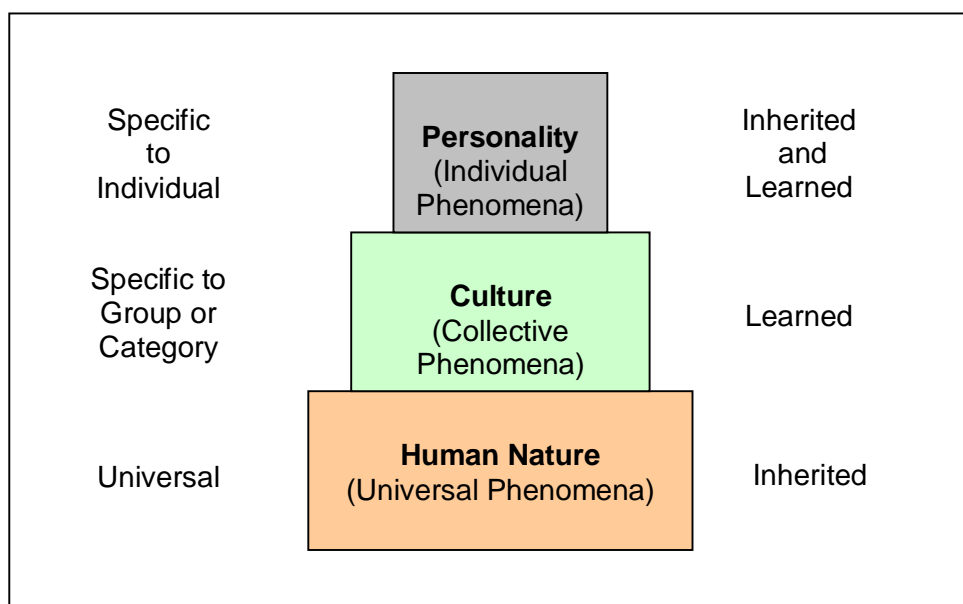 Specific
to
Individual
Personality
(Individual
Phenomena)
Inherited
and
Learned
Specific to
Group or
Category
Culture
(Collective
Phenomena)
Learned
Universal
Human Nature
(Universal Phenomena)
Inherited